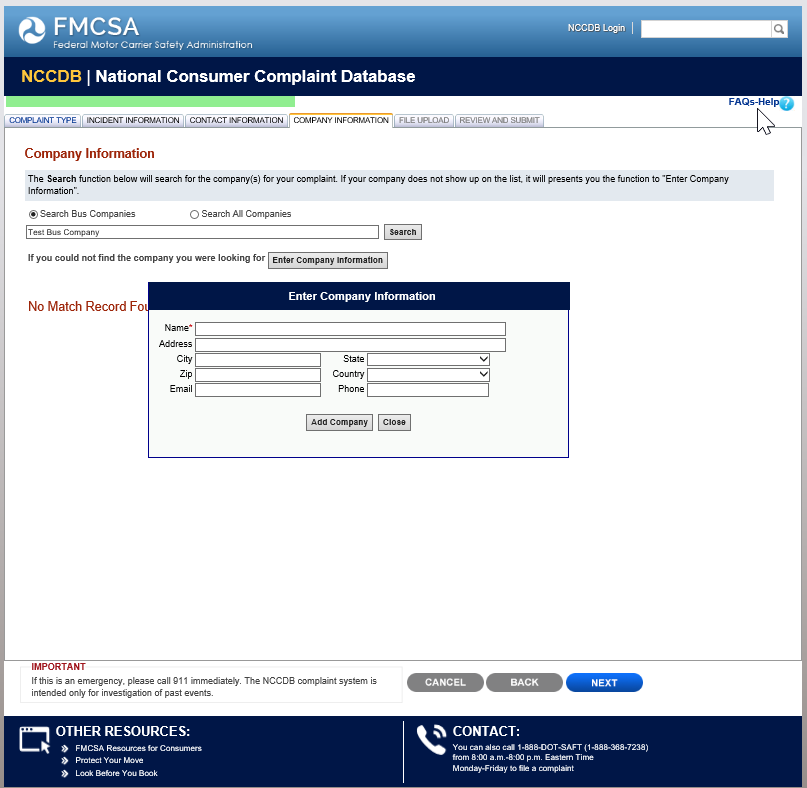 FMCSA
Federal Motor Carrier Safety Administration
NCCDB Login
NCCDB | National Consumer Complaint Database
FAQs-Help ?
COMPLAINT TYPE INCIDENT INFORMATION CONTACT INFORMATION COMPANY INFORMATION FILE UPLOAD REVIEW AND SUBMIT
Company Information
The Search function below will search for the company(s) for your complaint. If your company does not show up on the list, it will presents you the function to "Enter Company
Information".
Search Bus Companies Search All Companies
Test Bus Company Search
If you could not find the company you were looking for Enter Company Information
No Match Record Fou
Enter Company Information
Name*
Address
City State
Zip Country
Email Phone
Add Company Close
IMPORTANT
If this is an emergency, please call 911 immediately. The NCCDB complaint system is
intended only for investigation of past events.
CANCEL BACK NEXT
OTHER RESOURCES:
FMCSA Resources for Consumers
Protect Your Move
Look Before You Book
CONTACT:
You can also call 1-888-DOT-SAFT (1-888-368-7238)
from 8:00 a.m.-8:00 p.m. Eastern Time
Monday-Friday to file a complaint